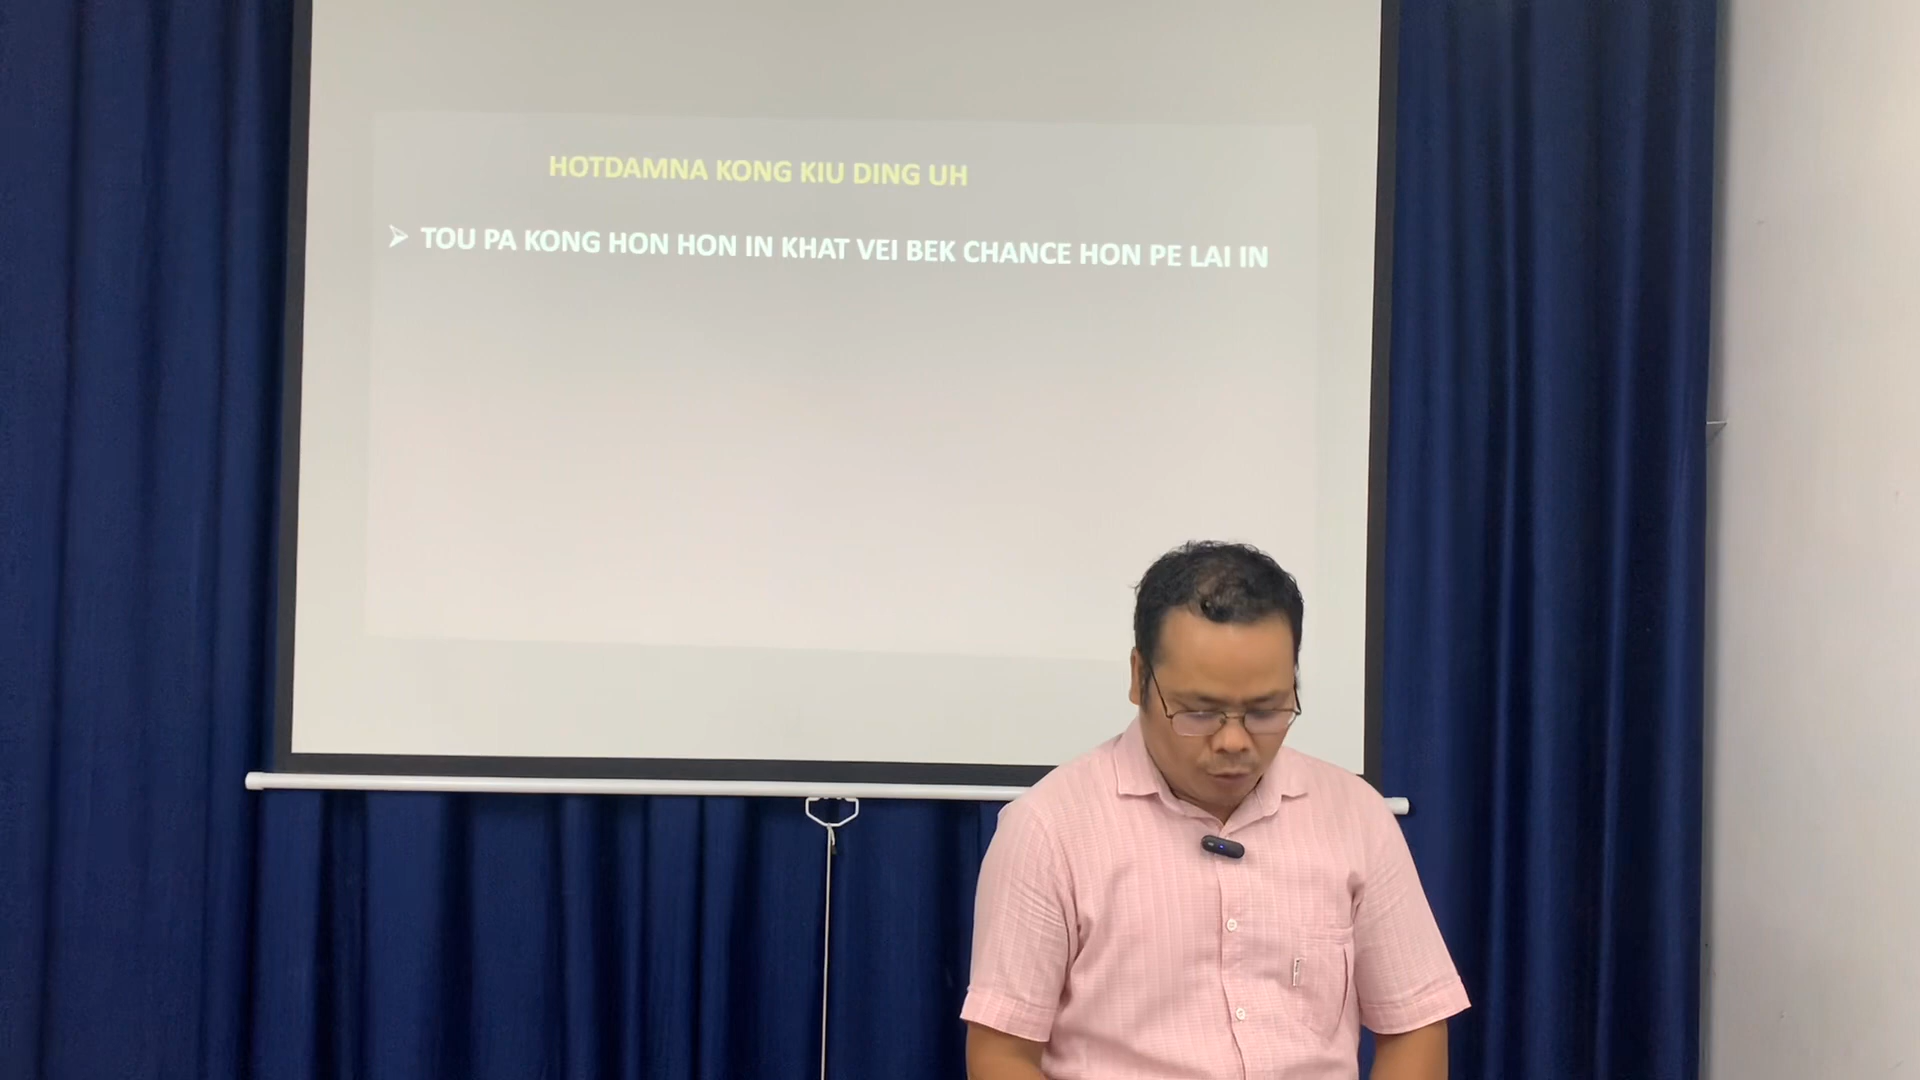 HOTDAMNA KONG KIU DING UH
➢ TOU PA KONG HON HON IN KHAT VEI BEK CHANCE HON PE LAI IN